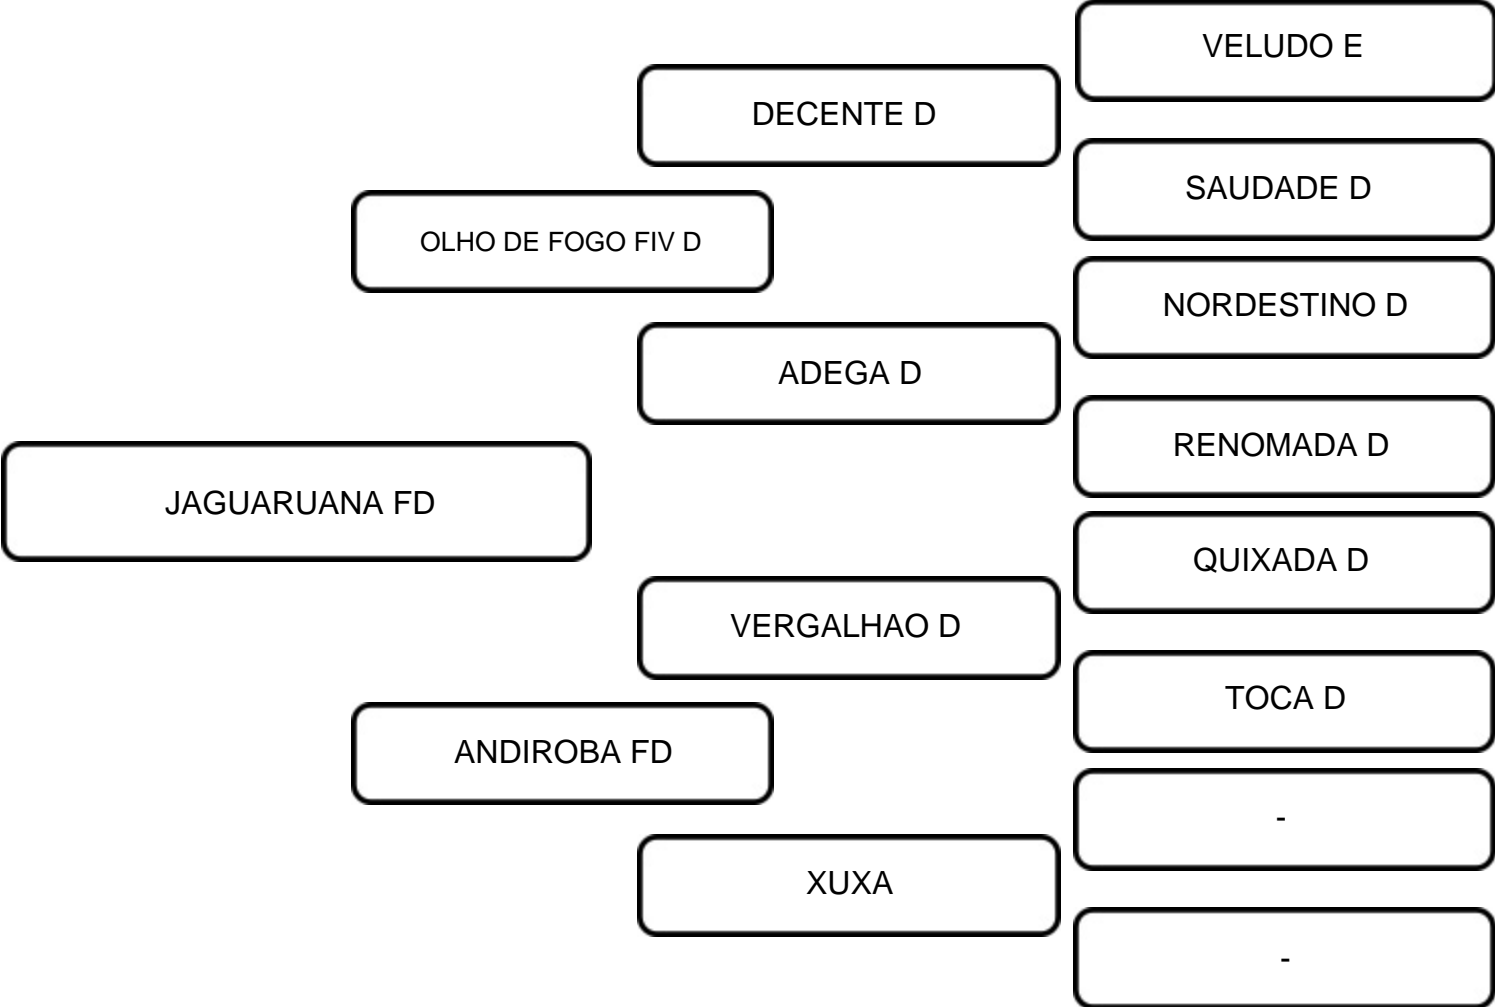 VELUDO E
DECENTE D
SAUDADE D
OLHO DE FOGO FIV D
NORDESTINO D
ADEGA D
RENOMADA D
JAGUARUANA FD
QUIXADA D
VERGALHAO D
TOCA D
ANDIROBA FD
-
XUXA
-